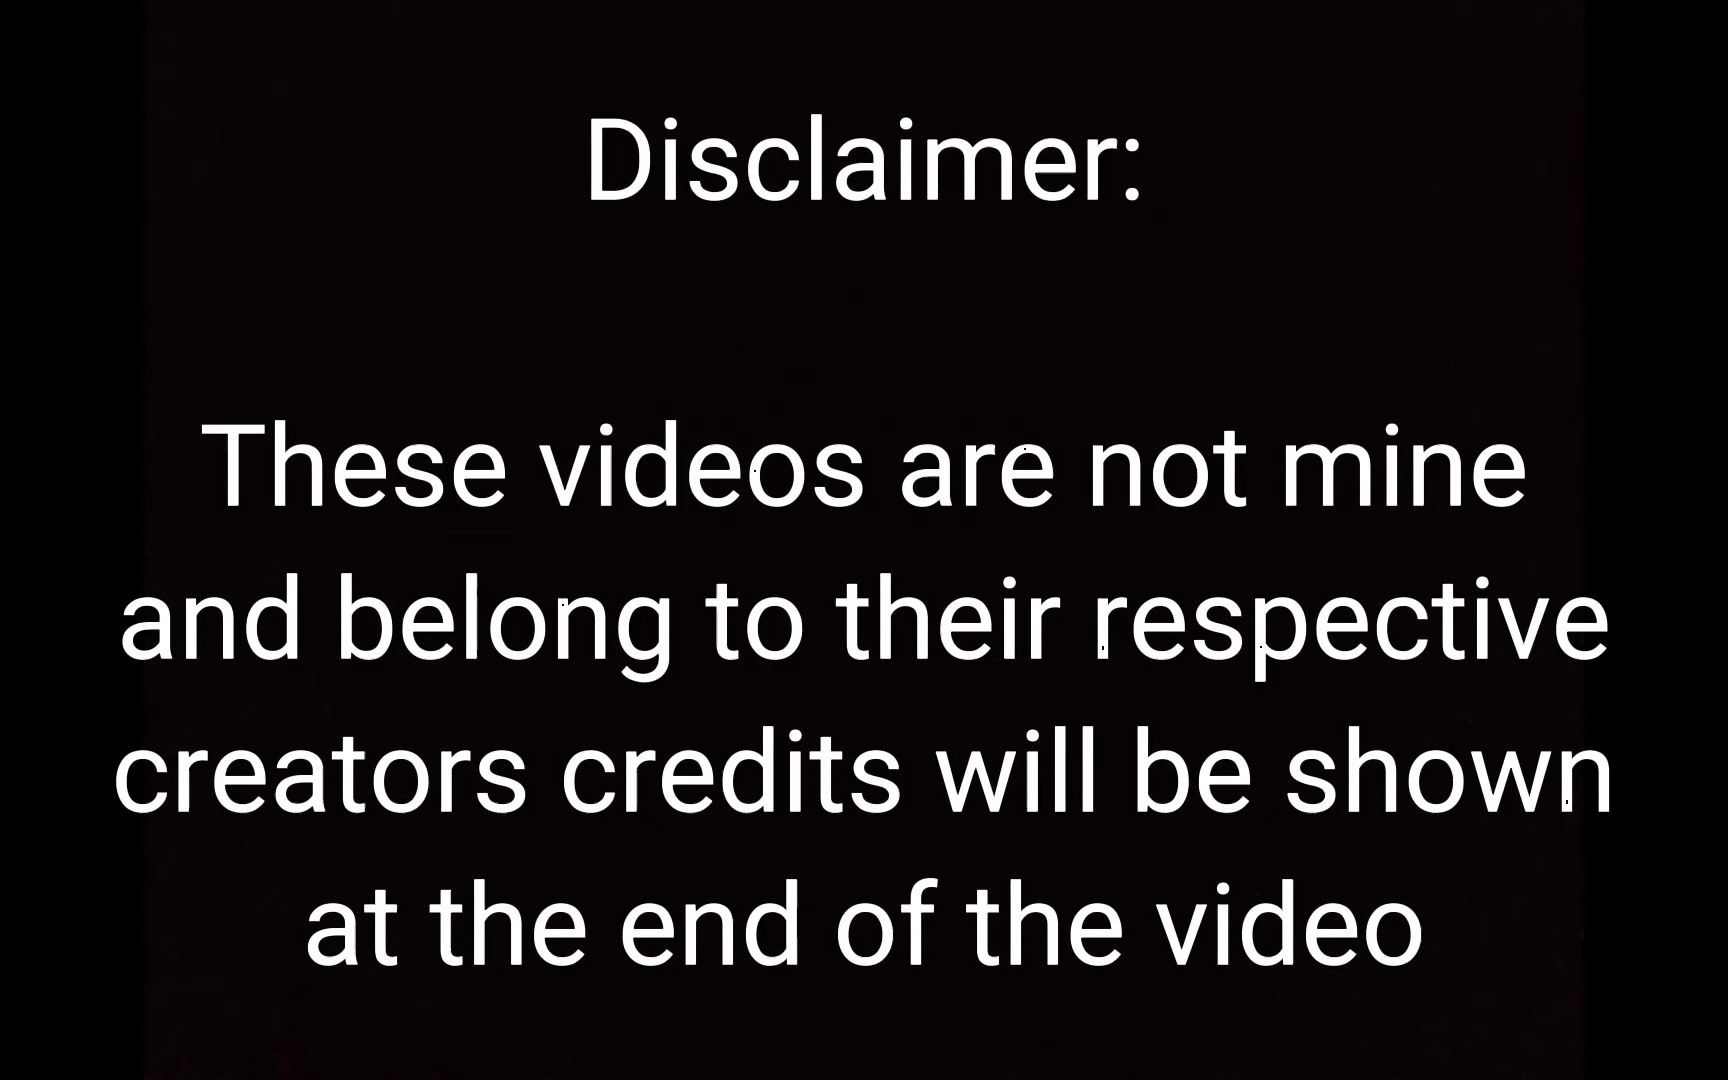 Disclaimer:
These videos are not mine
and belong to their respective
creators credits will be shown
at the end of the video